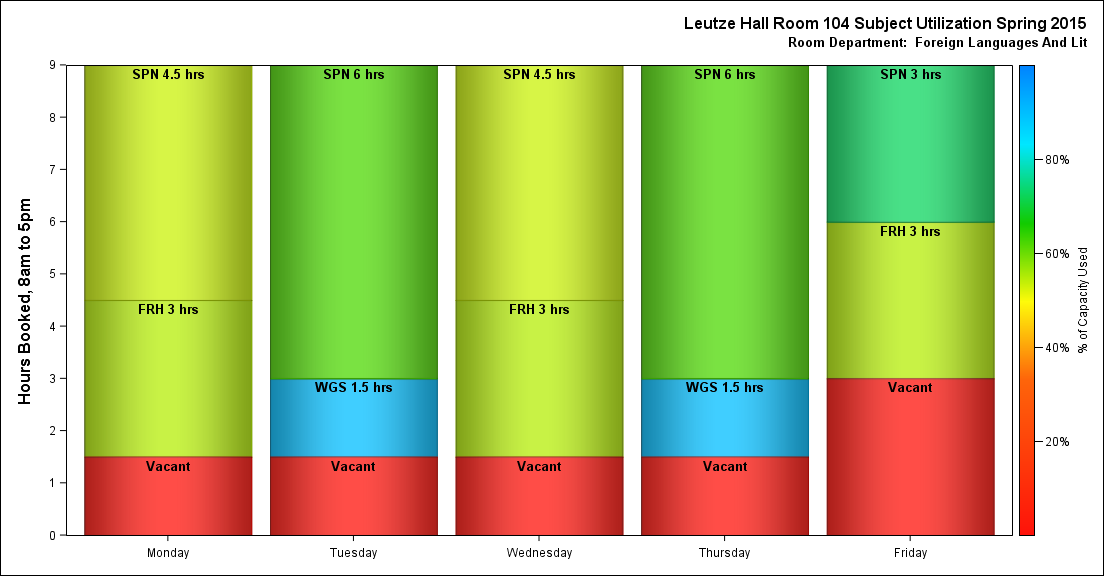 Leutze Hall Room 104 Subject Utilization Spring 2015
Room Department:  Foreign Languages And Lit
Hours Booked, 8am to 5pm
9
8
7
6
5
4
3
2
1
0
SPN 4.5 hrs
FRH 3 hrs
Vacant
SPN 6 hrs
WGS 1.5 hrs
Vacant
SPN 4.5 hrs
FRH 3 hrs
Vacant
SPN 6 hrs
WGS 1.5 hrs
Vacant
SPN 3 hrs
FRH 3 hrs
Vacant
Monday
Tuesday
Wednesday
Thursday
Friday
80%
60%
40%
20%
% of Capacity Used